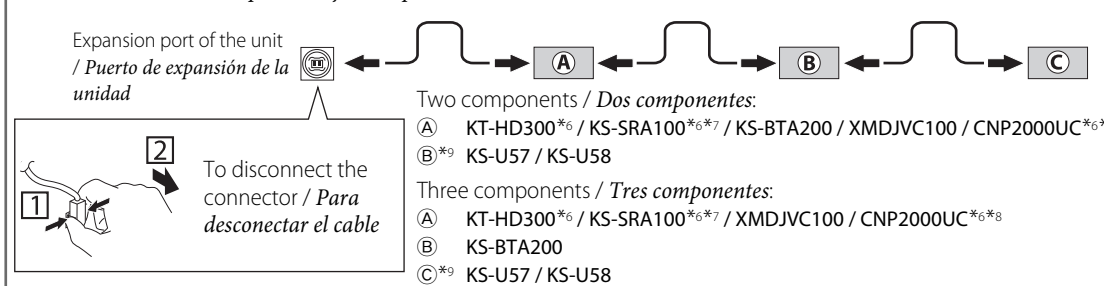 Expansion port of the unit
/ Puerto de expansión de la
unidad
Ⓐ
Ⓑ
Ⓒ
1
2
To disconnect the
connector / Para
desconectar el cable
Two components / Dos componentes:
Ⓐ KT-HD300*6 / KS-SRA100*6*7 / KS-BTA200 / XMDJVC100 / CNP2000UC*6*
Ⓑ*9 KS-U57 / KS-U58
Three components / Tres componentes:
Ⓐ KT-HD300*6 / KS-SRA100*6*7 / XMDJVC100 / CNP2000UC*6*8
Ⓑ KS-BTA200
Ⓒ*9 KS-U57 / KS-U58